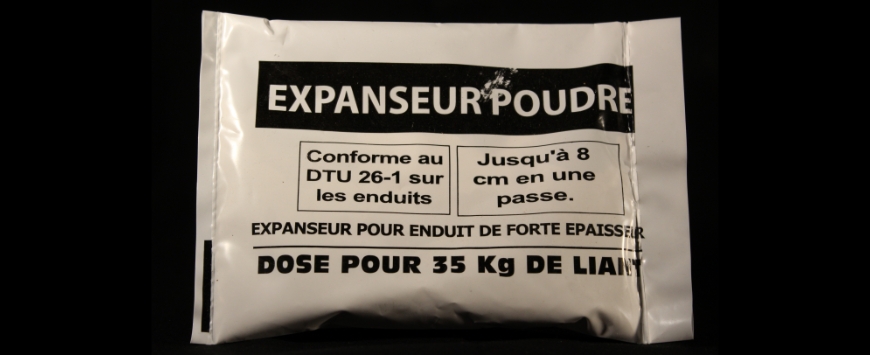 EXPANSEUR POUDRE
Conforme au
DTU 26-1 sur
les enduits
Jusqu'à 8
cm en une
passe.
EXPANSEUR POUR ENDUIT DE FORTE EPAISSEUR
DOSE POUR 35 Kg DE LIANT